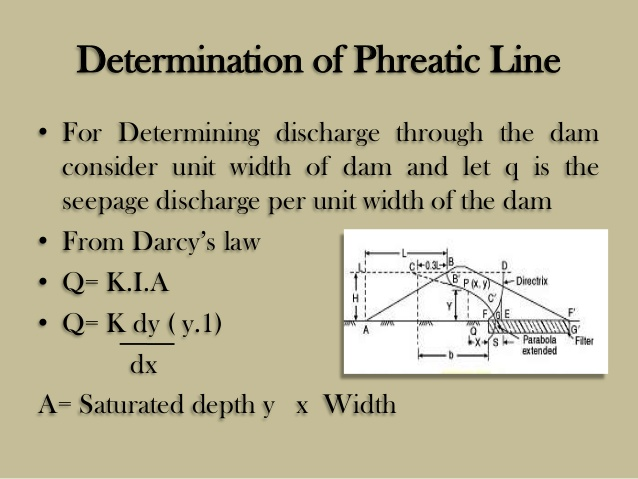 Determination of Phreatic Line
• For Determining discharge through the dam
consider unit width of dam and let q is the
seepage discharge per unit width of the dam
• From Darcy's law
• Q= K.I.A
• Q= K dy ( y.1)
dx
A= Saturated depth y x Width
L
L C 0.3L B D
B' Directrix
H P (x, y)
Y C'
A F G E F'
Q G'
X S Parabola Filter
b extended